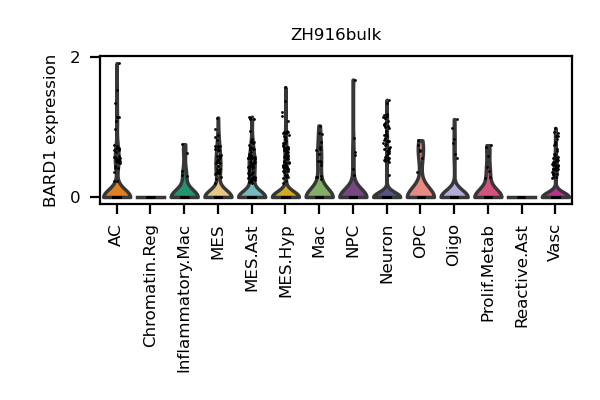 ZH916bulk
BARD1 expression
2
0
AC
Chromatin.Reg
Inflammatory.Mac
MES
MES.Ast
MES.Hyp
Mac
NPC
Neuron
OPC
Oligo
Prolif.Metab
Reactive.Ast
Vasc